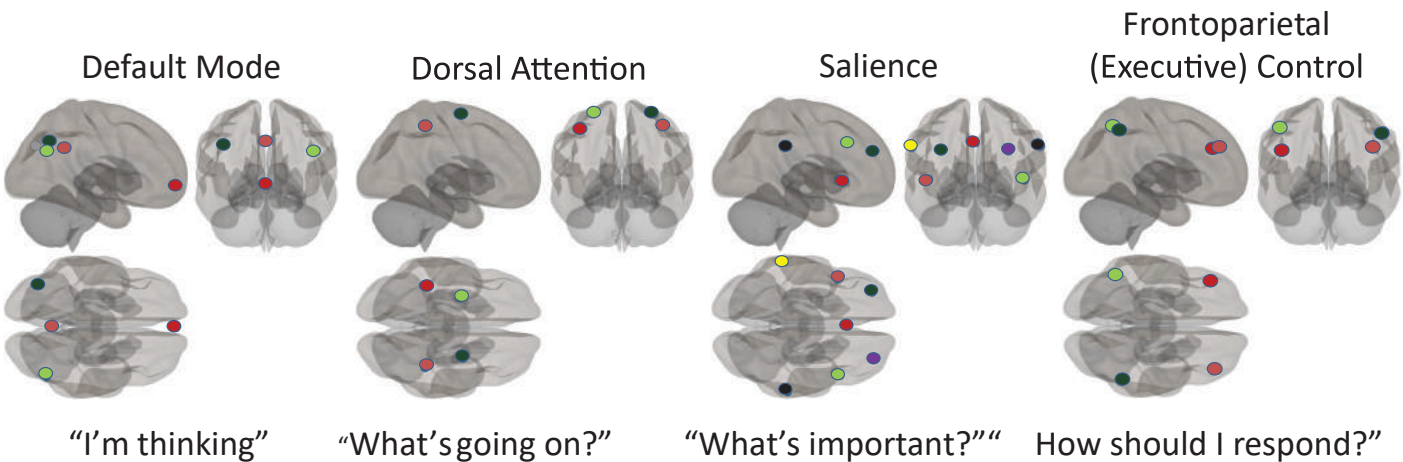 Default Mode
Dorsal Attention
Salience
Frontoparietal
(Executive) Control
“I’m thinking”
“What’s going on?”
“What’s important?”“
How should I respond?”